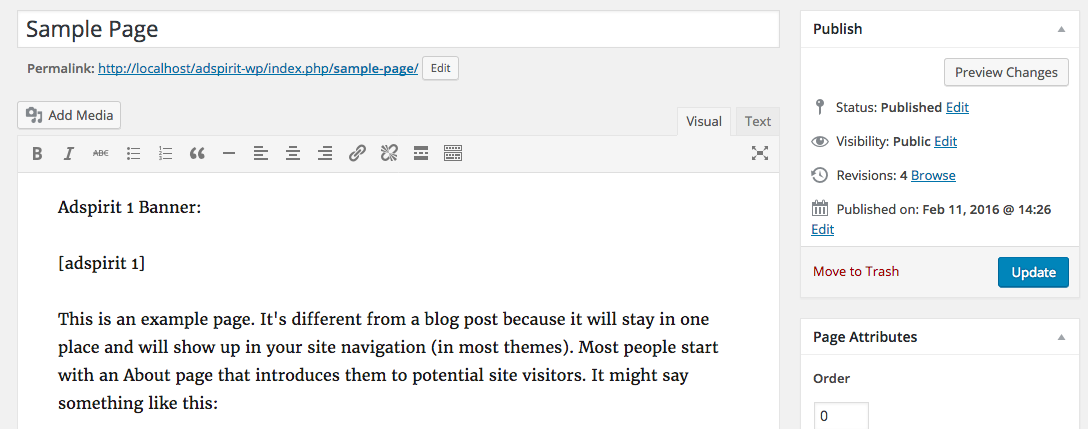 Sample Page
Permalink: http://localhost/adspirit-wp/index.php/sample-page/ Edit
Add Media
Visual Text
B I ABC
Adspirit 1 Banner:
[adspirit 1]
This is an example page. It's different from a blog post because it will stay in one
place and will show up in your site navigation (in most themes). Most people start
with an About page that introduces them to potential site visitors. It might say
something like this:
Publish
Preview Changes
Status: Published Edit
Visibility: Public Edit
Revisions: 4 Browse
Published on: Feb 11, 2016 @ 14:26
Edit
Move to Trash Update
Page Attributes
Order
0